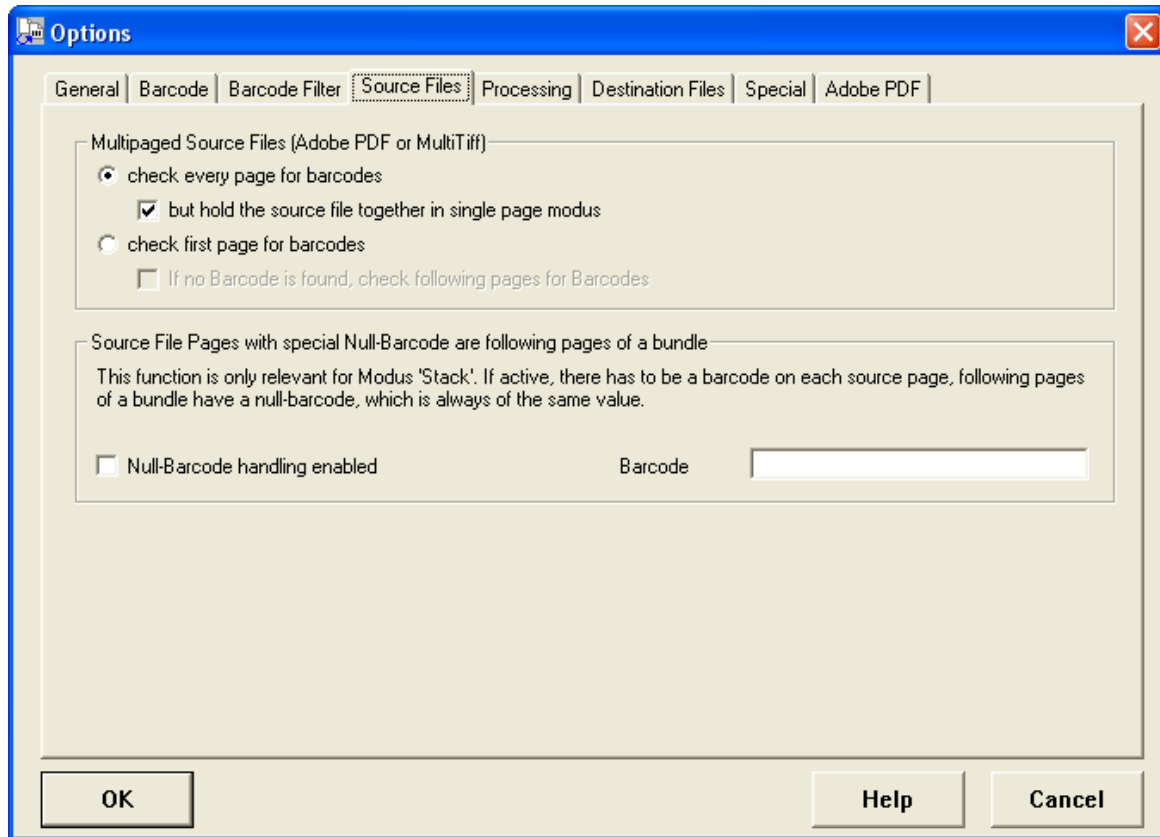 Options
General Barcode Barcode Filter Source Files Processing Destination Files Special Adobe PDF
Multipaged Source Files (Adobe PDF or MultiTiff)
check every page for barcodes
but hold the source file together in single page modus
check first page for barcodes
If no Barcode is found, check following pages for Barcodes
Source File Pages with special Null-Barcode are following pages of a bundle
This function is only relevant for Modus 'Stack'. If active, there has to be a barcode on each source page, following pages
of a bundle have a null-barcode, which is always of the same value.
Null-Barcode handling enabled Barcode
OK Help Cancel